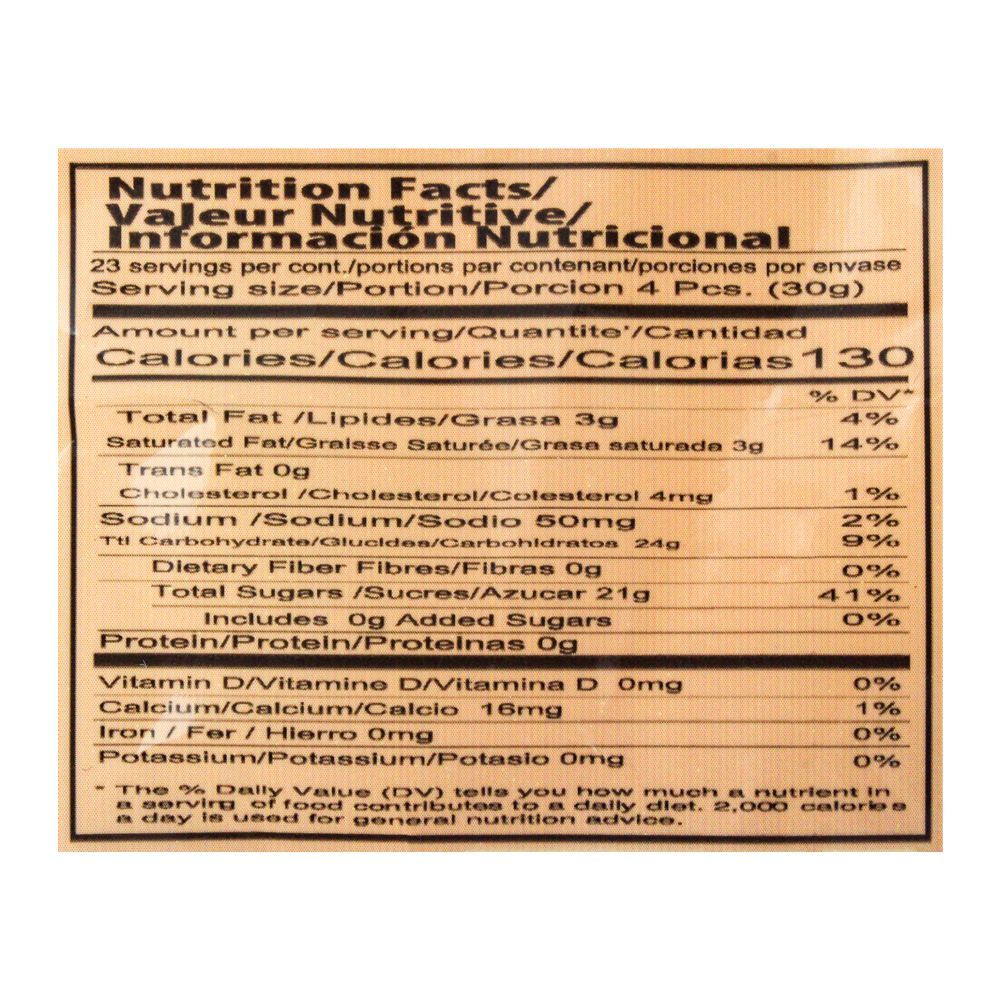 Nutrition Facts/
Valeur Nutritive/
Información Nutricional
23 servings per cont./portions par contenant/porciones por envase
Serving size/Portion/Porcion 4 Pcs. (30g)
Amount per serving/Quantite'/Cantidad
Calories/Calories/Calorias 130
% DV*
Total Fat /Lipides/Grasa 3g 4%
Saturated Fat/Graisse Saturée/Grasa saturada 3g 14%
Trans Fat 0g
Cholesterol /Cholesterol/Colesterol 4mg 1%
Sodium /Sodium/Sodio 50mg 2%
Ttl Carbohydrate/Glucides/Carbohidratos 24g 9%
Dietary Fiber Fibres/Fibras 0g 0%
Total Sugars /Sucres/Azucar 21g 41%
Includes 0g Added Sugars 0%
Protein/Protein/Proteinas 0g
Vitamin D/Vitamine D/Vitamina D 0mg 0%
Calcium/Calcium/Calcio 16mg 1%
Iron / Fer / Hierro 0mg 0%
Potassium/Potassium/Potasio 0mg 0%
* The % Daily Value (DV) tells you how much a nutrient in
a serving of food contributes to a daily diet. 2,000 calories
a day is used for general nutrition advice.